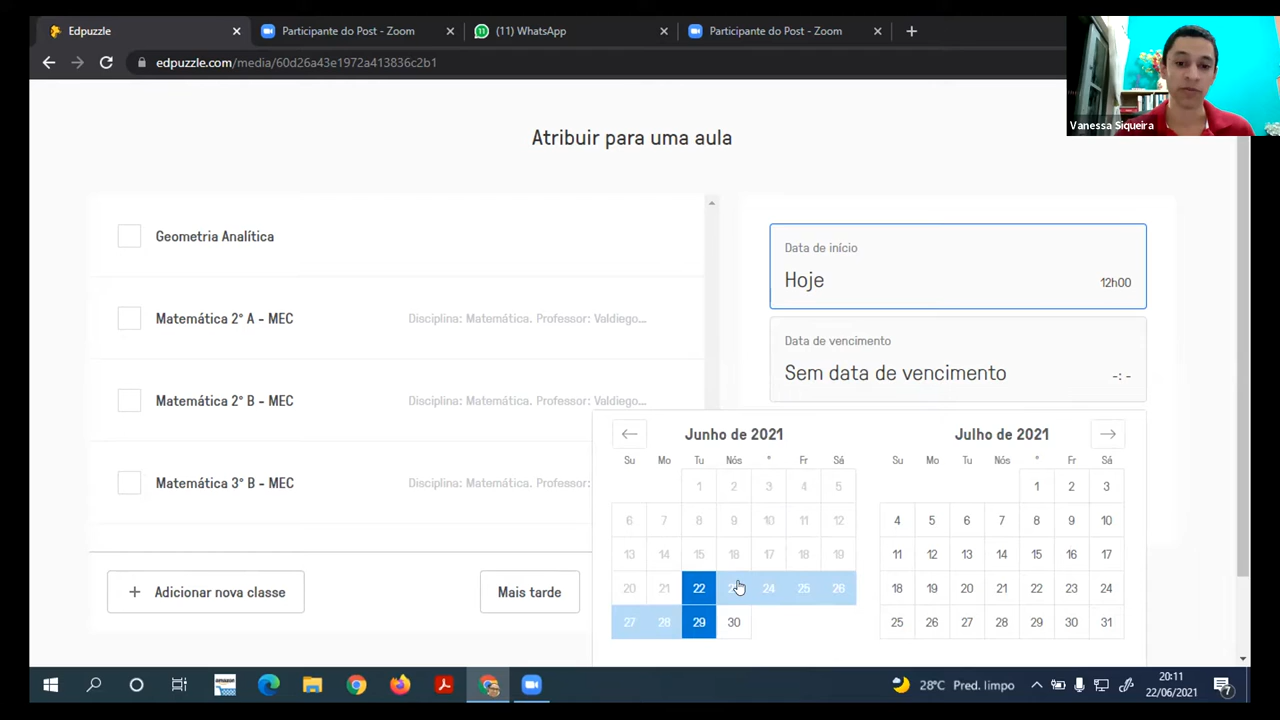 Edpuzzle
Participante do Post - Zoom
(11) WhatsApp
Participante do Post - Zoom
edpuzzle.com/media/60d26a43e1972a413836c2b1
Vanessa Siqueira
Atribuir para uma aula
Geometria Analítica
Matemática 2° A - MEC
Disciplina: Matemática. Professor: Valdiego...
Matemática 2° B - MEC
Disciplina: Matemática. Professor: Valdiego...
Matemática 3° B - MEC
Disciplina: Matemática. Professor:
Adicionar nova classe
Mais tarde
Data de início
Hoje
12h00
Data de vencimento
Sem data de vencimento
-: -
Junho de 2021
Su Mo Tu Nós ° Fr Sá
1 2 3 4 5
6 7 8 9 10 11 12
13 14 15 16 17 18 19
20 21 22 24 25 26
27 28 29 30
Julho de 2021
Su Mo Tu Nós ° Fr Sá
1 2 3
4 5 6 7 8 9 10
11 12 13 14 15 16 17
18 19 20 21 22 23 24
25 26 27 28 29 30 31
amazon
28°C Pred. limpo
20:11
22/06/2021
7